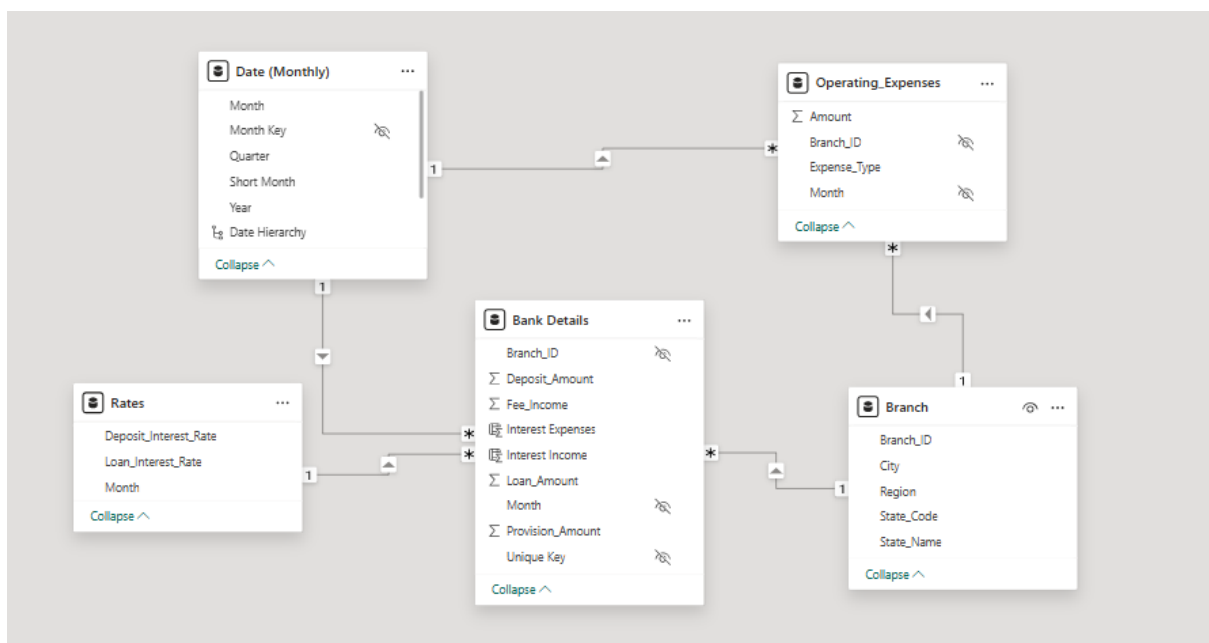 Date (Monthly)
Month
Month Key
Quarter
Short Month
Year
Date Hierarchy
Collapse
1
1
Operating_Expenses
Σ Amount
Branch_ID
Expense_Type
Month
Collapse
*
*
Bank Details
Branch_ID
Σ Deposit_Amount
Σ Fee_Income
Interest Expenses
Interest Income
Σ Loan_Amount
Month
Σ Provision_Amount
Unique Key
Collapse
*
*
*
Rates
Deposit_Interest_Rate
Loan_Interest_Rate
Month
Collapse
1
Branch
Branch_ID
City
Region
State_Code
State_Name
Collapse
1
1